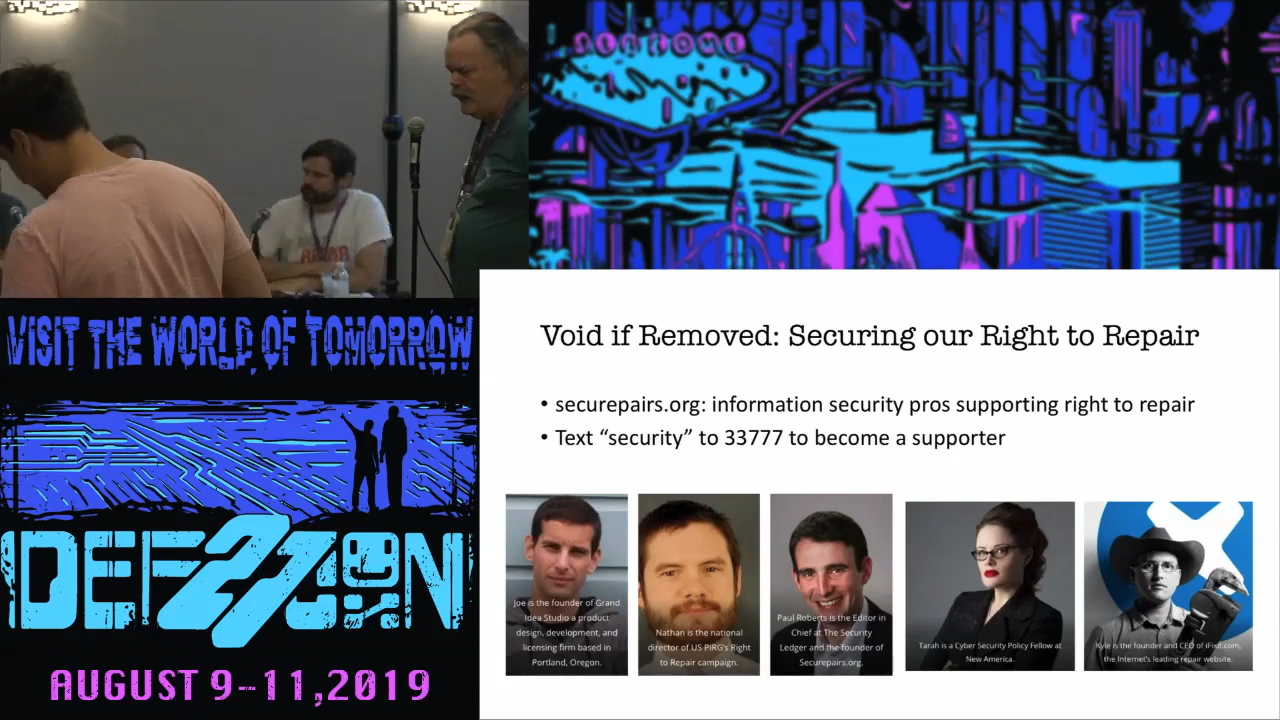 WELCOME
VISIT THE WORLD OF TOMORROW
DEF CON
27
AUGUST 9-11,2019
Void if Removed: Securing our Right to Repair
• securepairs.org: information security pros supporting right to repair
• Text “security” to 33777 to become a supporter
Joe is the founder of Grand
Idea Studio a product
design, development, and
licensing firm based in
Portland, Oregon.
Nathan is the national
director of US PIRG's Right
to Repair campaign.
Paul Roberts is the Editor in
Chief at The Security
Ledger and the founder of
Securepairs.org.
Tarah is a Cyber Security Policy Fellow at
New America.
Kyle is the founder and CEO of iFixit.com,
the Internet's leading repair website.